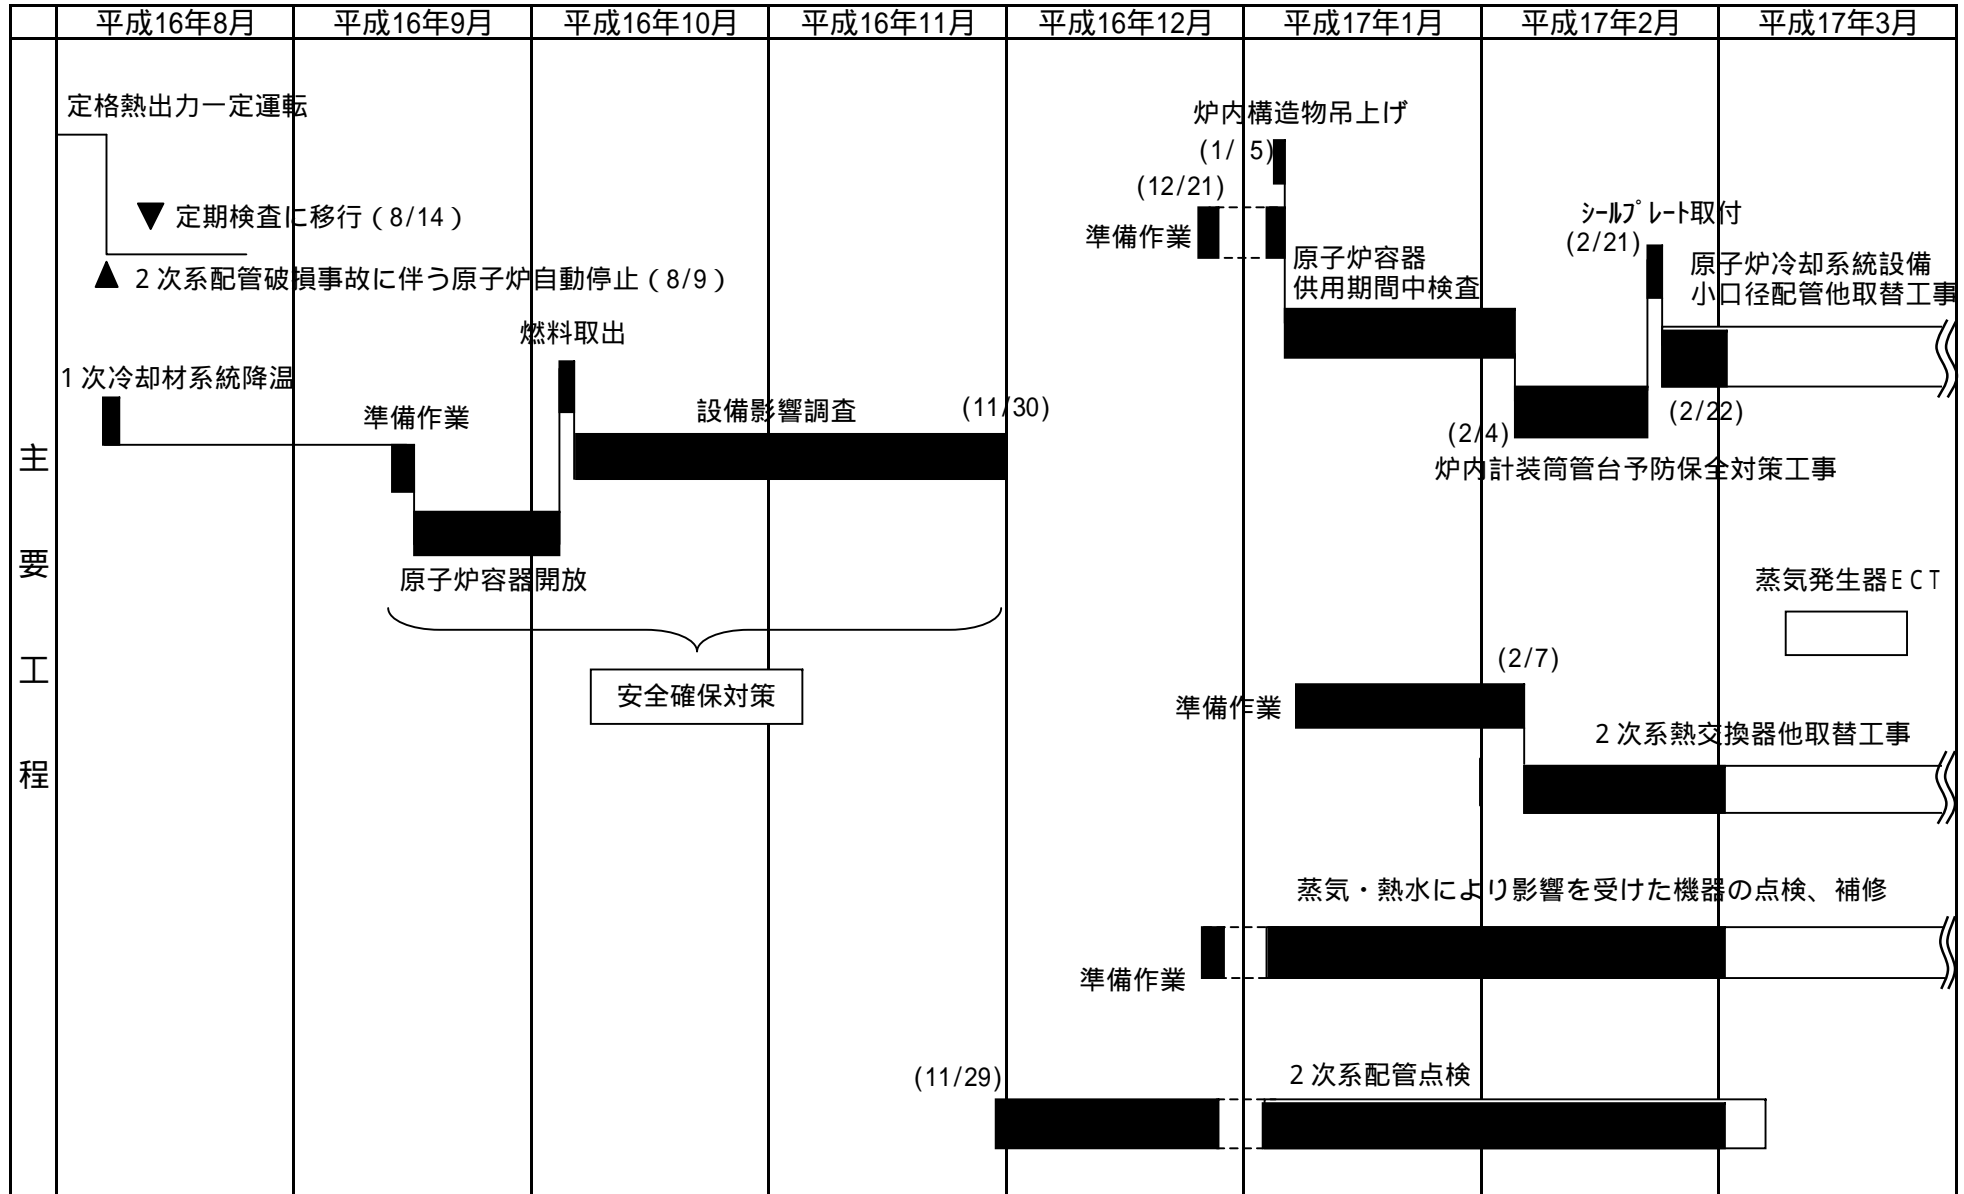 平成16年8月
平成16年9月
平成16年10月
平成16年11月
平成16年12月
平成17年1月
平成17年2月
平成17年3月
主要工程
定格熱出力一定運転
▼ 定期検査に移行(8/14)
▲ 2次系配管破損事故に伴う原子炉自動停止(8/9)
1次冷却材系統降温
準備作業
原子炉容器開放
燃料取出
設備影響調査
(11/30)
安全確保対策
炉内構造物吊上げ
(1/ 5)
(12/21)
準備作業
原子炉容器
供用期間中検査
シールプレート取付
(2/21)
原子炉冷却系統設備
小口径配管他取替工事
(2/22)
(2/4)
炉内計装筒管台予防保全対策工事
蒸気発生器ECT
(2/7)
準備作業
2次系熱交換器他取替工事
蒸気・熱水により影響を受けた機器の点検、補修
準備作業
(11/29)
2次系配管点検